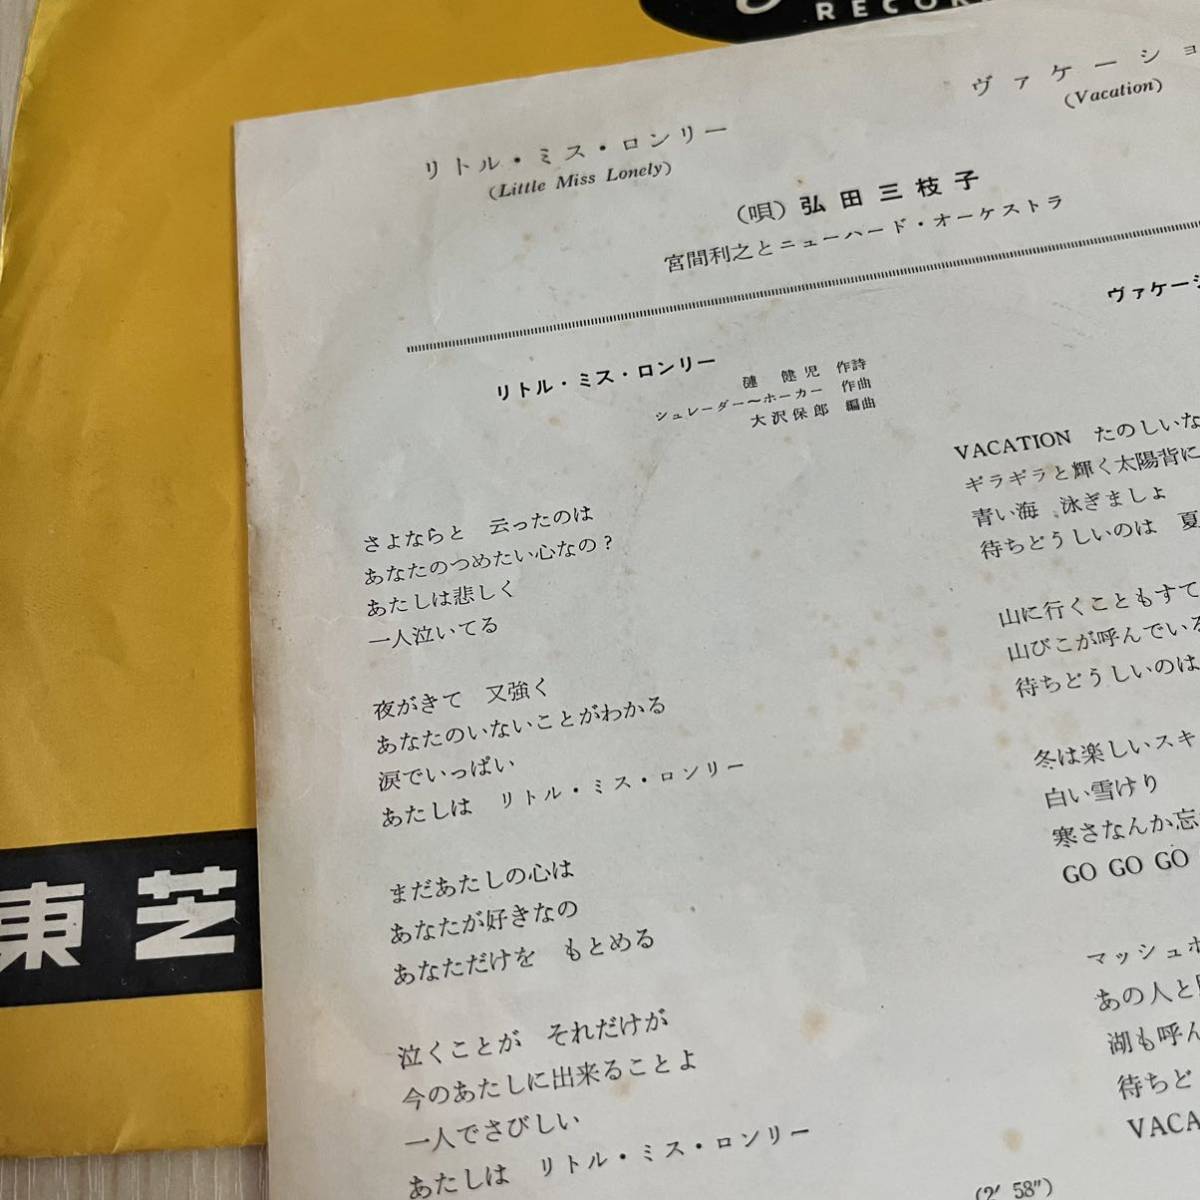 RECOR
ヴァケーショ
(Vacation)
リトル・ミス・ロンリー
(Little Miss Lonely)
(唄) 弘田三枝子
宮間利之とニューハード・オーケストラ
リトル・ミス・ロンリー
漣 健児 作詩
シュレーダー〜ホーカー 作曲
大沢保郎 編曲
さよならと 云ったのは
あなたのつめたい心なの?
あたしは悲しく
一人泣いてる
夜がきて 又強く
あなたのいないことがわかる
涙でいっぱい
あたしは リトル・ミス・ロンリー
まだあたしの心は
あなたが好きなの
あなただけを もとめる
泣くことが それだけが
今のあたしに出来ることよ
一人でさびしい
あたしは リトル・ミス・ロンリー
(2′ 58″)
ヴァケーシ
VACATION たのしいな
ギラギラと輝く太陽背に
青い海 泳ぎましょ
待ちどうしいのは 夏
山に行くこともすて
山びこが呼んでいる
待ちどうしいのは
冬は楽しいスキ
白い雪けり
寒さなんか忘
GO GO GO
マッシュポ
あの人と
湖も呼ん
待ちど
VACA
東芝